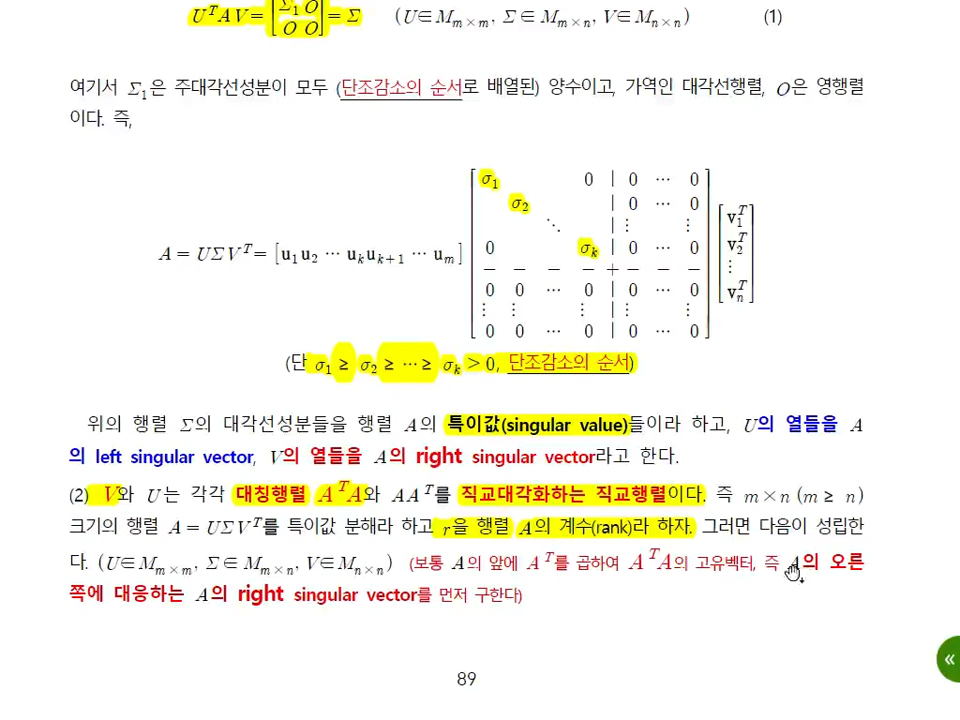 U^T A V = [Σ₁ O; O O] = Σ (U∈M_{m×m}, Σ∈M_{m×n}, V∈M_{n×n}) (1)
여기서 Σ₁은 주대각선성분이 모두 (단조감소의 순서로 배열된) 양수이고, 가역인 대각선행렬, O은 영행렬
이다. 즉,
σ₁ 0 | 0 ⋯ 0
σ₂ | 0 ⋯ 0 v₁^T
⋱ | ⋮ ⋮
A = UΣV^T = [u₁u₂ ⋯ u_k u_{k+1} ⋯ u_m] 0 σ_k | 0 ⋯ 0 v₂^T
− − − − + − − − ⋮
0 0 ⋯ 0 | 0 ⋯ 0 v_n^T
⋮ ⋮ ⋮ | ⋮ ⋮
0 0 ⋯ 0 | 0 ⋯ 0
(단 σ₁ ≥ σ₂ ≥ ⋯ ≥ σ_k > 0, 단조감소의 순서)
위의 행렬 Σ의 대각선성분들을 행렬 A의 특이값(singular value)들이라 하고, U의 열들을 A
의 left singular vector, V의 열들을 A의 right singular vector라고 한다.
(2) V와 U는 각각 대칭행렬 A^T A와 AA^T를 직교대각화하는 직교행렬이다. 즉 m×n (m ≥ n)
크기의 행렬 A = UΣV^T를 특이값 분해라 하고 r을 행렬 A의 계수(rank)라 하자. 그러면 다음이 성립한
다. (U∈M_{m×m}, Σ∈M_{m×n}, V∈M_{n×n}) (보통 A의 앞에 A^T를 곱하여 A^T A의 고유벡터, 즉 A의 오른
쪽에 대응하는 A의 right singular vector를 먼저 구한다)
89
«